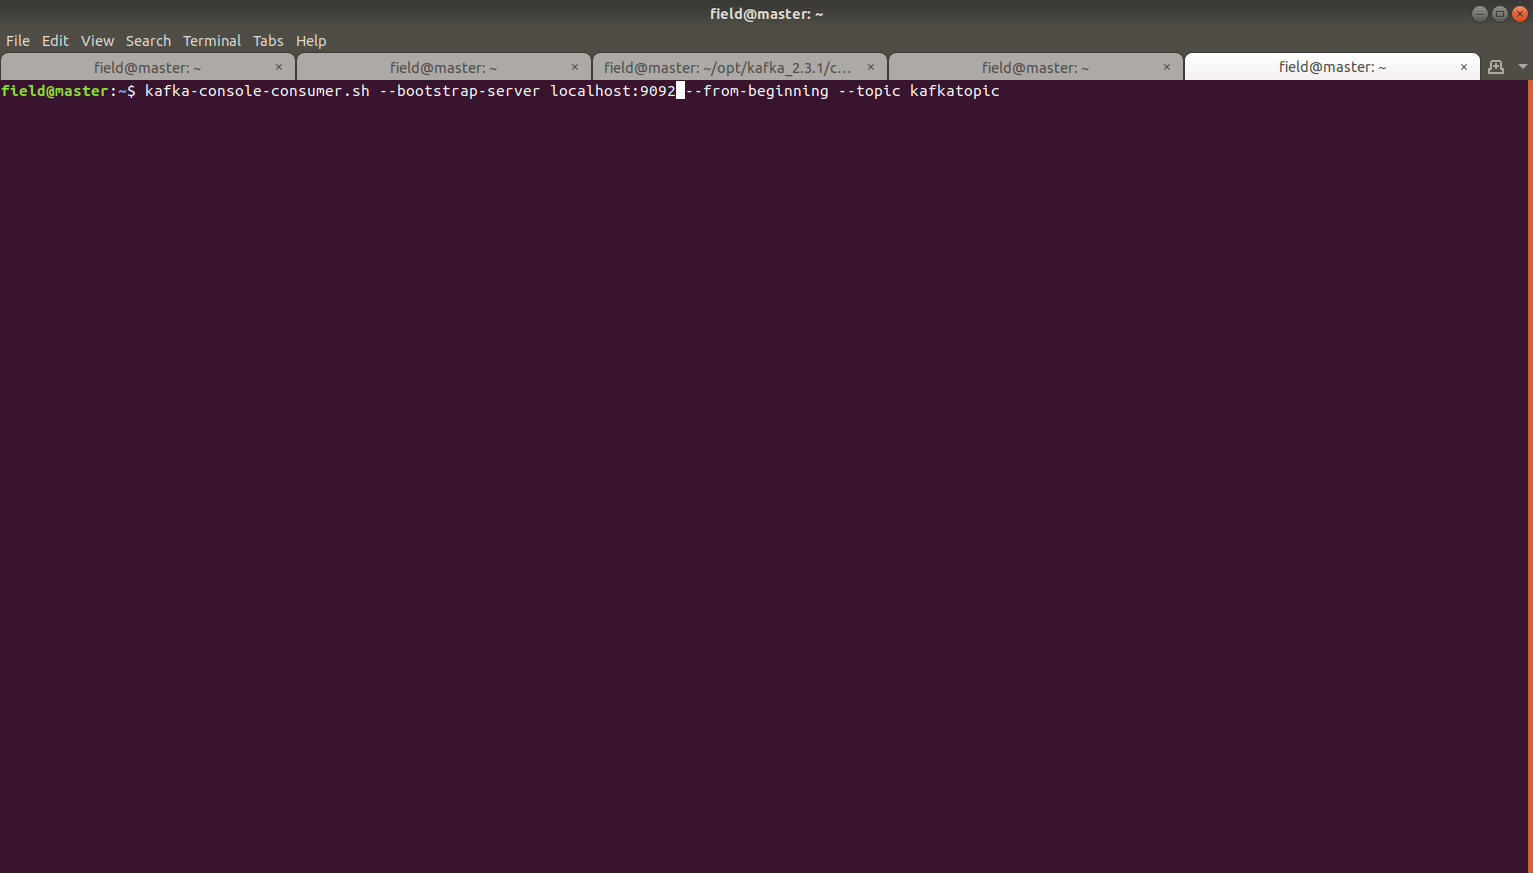 field@master: ~
File Edit View Search Terminal Tabs Help
field@master: ~ × field@master: ~ × field@master: ~/opt/kafka_2.3.1/c... × field@master: ~ × field@master: ~ ×
field@master:~$ kafka-console-consumer.sh --bootstrap-server localhost:9092 --from-beginning --topic kafkatopic